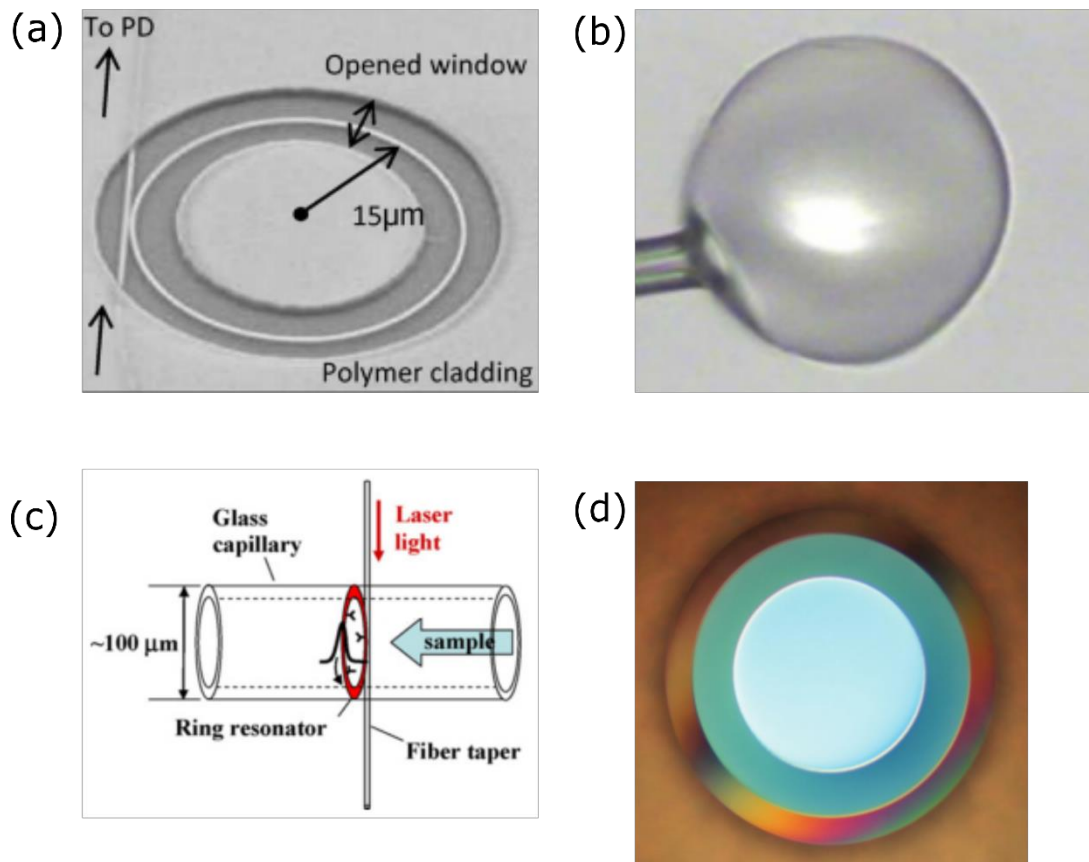 (a)
To PD
Opened window
15μm
Polymer cladding
(b)
(c)
Glass
capillary
Laser
light
~100 μm
sample
Ring resonator
Fiber taper
(d)